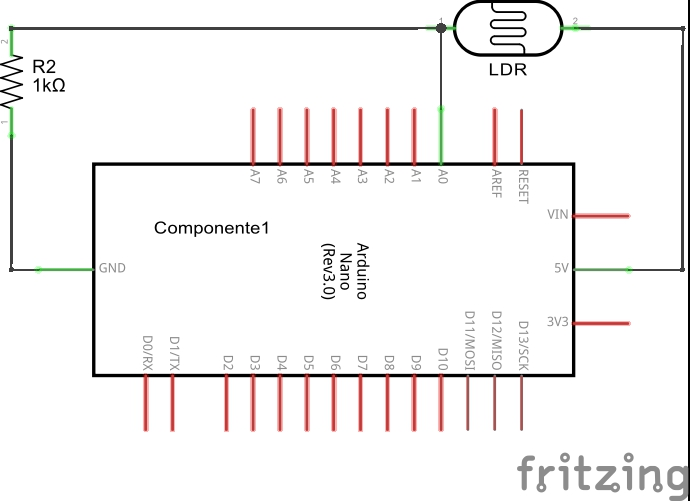 1
2
2
R2
1kΩ
LDR
1
A7
A6
A5
A4
A3
A2
A1
A0
AREF
RESET
VIN
Componente1
Arduino
Nano
(Rev3.0)
GND
5V
3V3
D0/RX
D1/TX
D2
D3
D4
D5
D6
D7
D8
D9
D10
D11/MOSI
D12/MISO
D13/SCK
fritzing